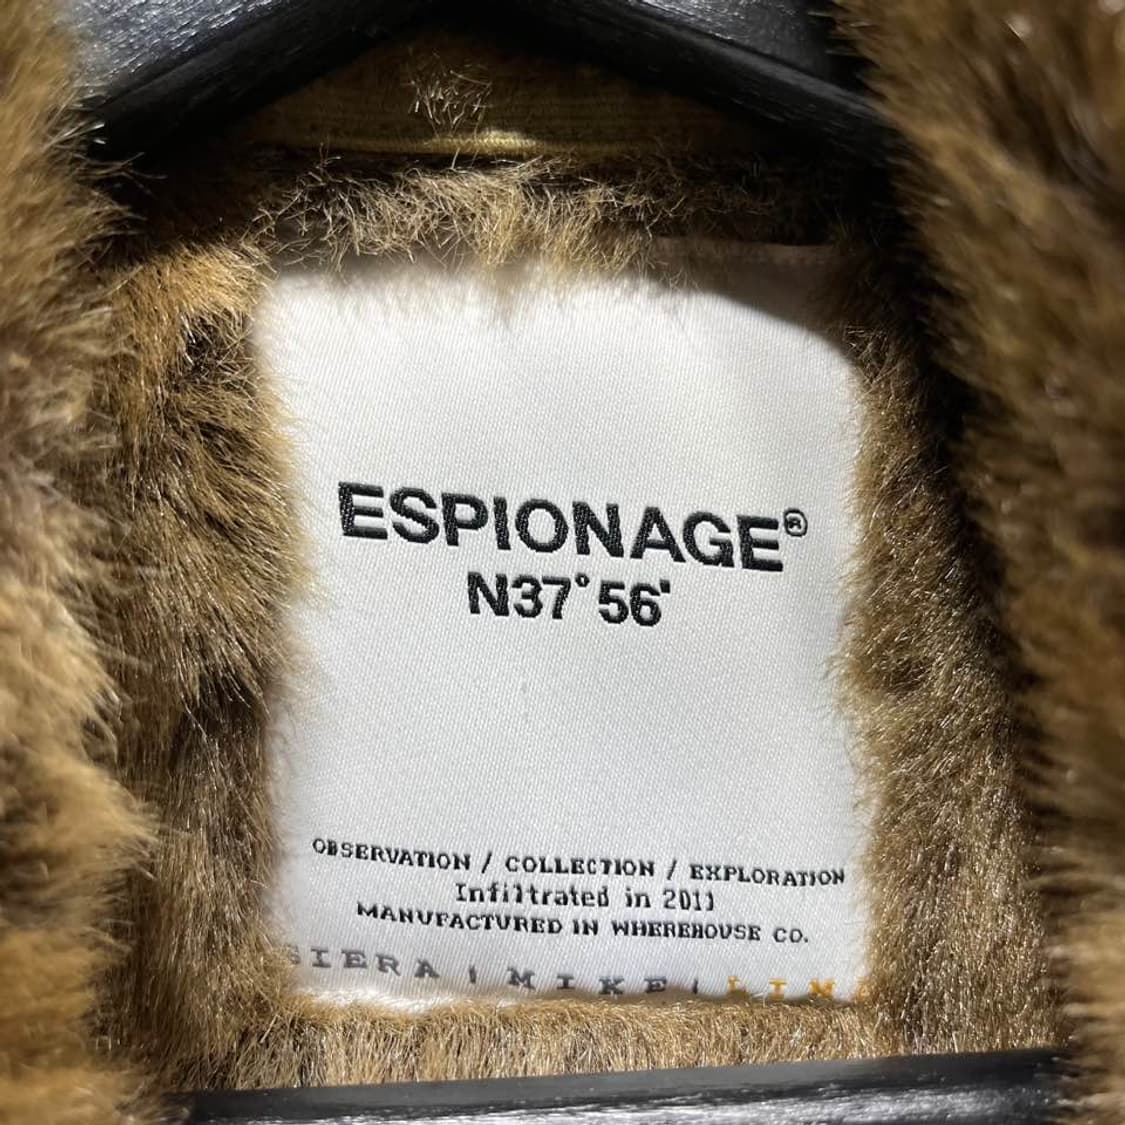 ESPIONAGE®
N37°56'
OBSERVATION / COLLECTION / EXPLORATION
Infiltrated in 2011
MANUFACTURED IN WHEREHOUSE CO.
SIERA | MIKE |